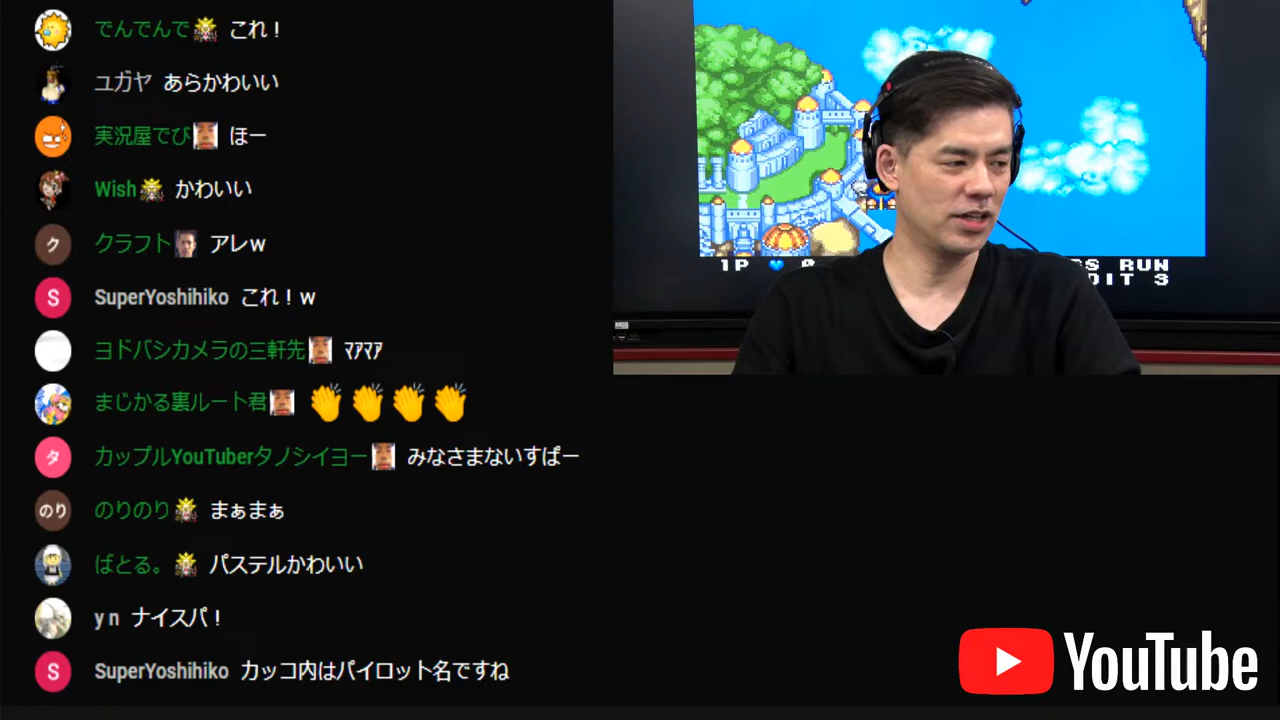 でんでんで これ！
ユガヤ あらかわいい
実況屋でび ほー
Wish かわいい
ク
クラフト アレw
S
SuperYoshihiko これ！w
ヨドバシカメラの三軒先 ﾏｱﾏｱ
まじかる裏ルート君
タ
カップルYouTuberタノシイヨー みなさまないすぱー
のり
のりのり まぁまぁ
ばとる。 パステルかわいい
y n ナイスパ！
S
SuperYoshihiko カッコ内はパイロット名ですね
1P
RUN
3
YouTube